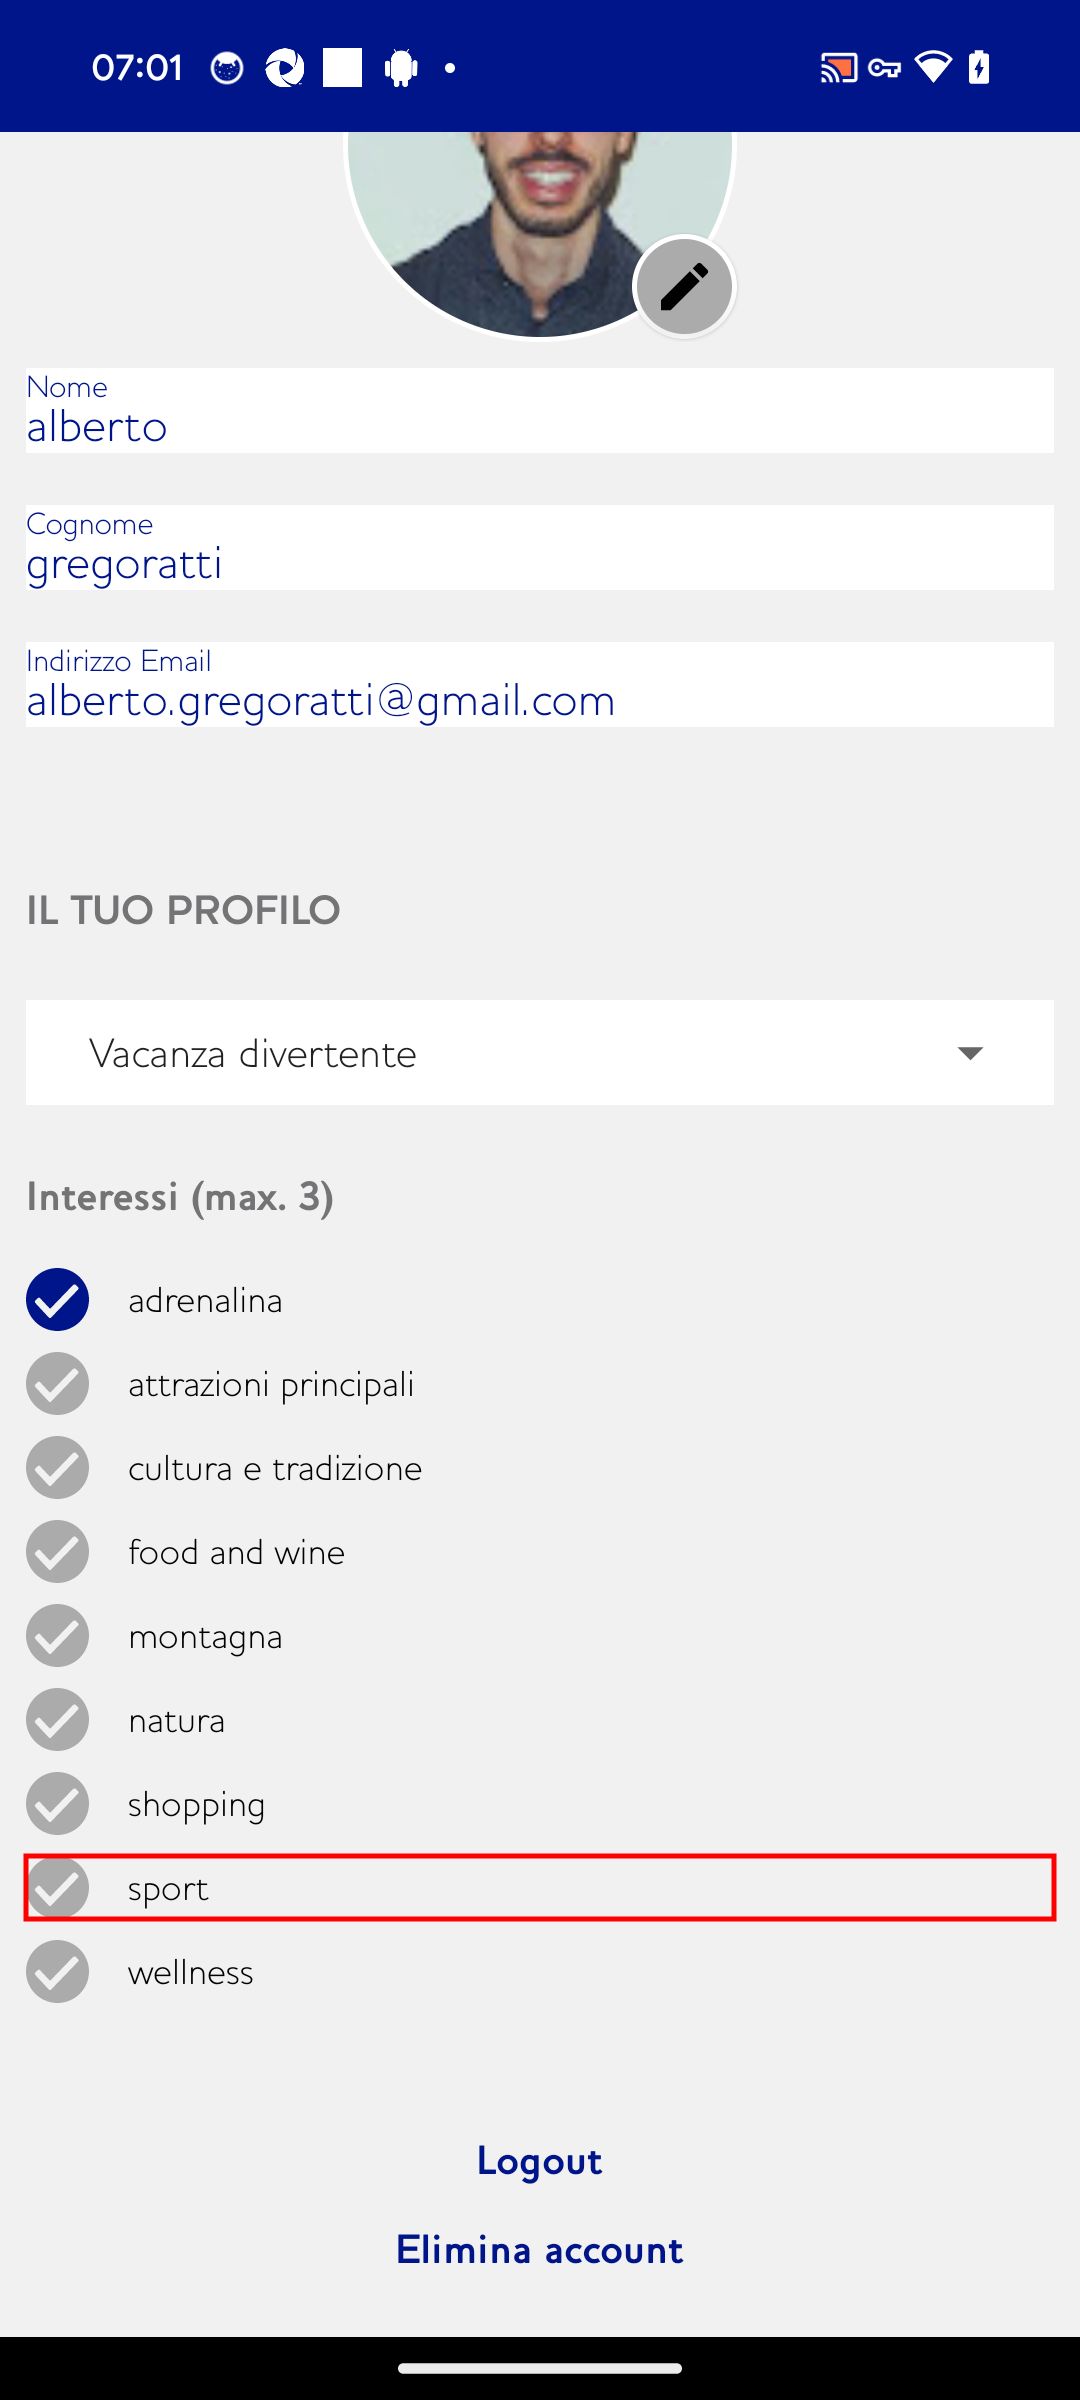 07:01
Nome
alberto
Cognome
gregoratti
Indirizzo Email
alberto.gregoratti@gmail.com
IL TUO PROFILO
Vacanza divertente
Interessi (max. 3)
adrenalina
attrazioni principali
cultura e tradizione
food and wine
montagna
natura
shopping
sport
wellness
Logout
Elimina account